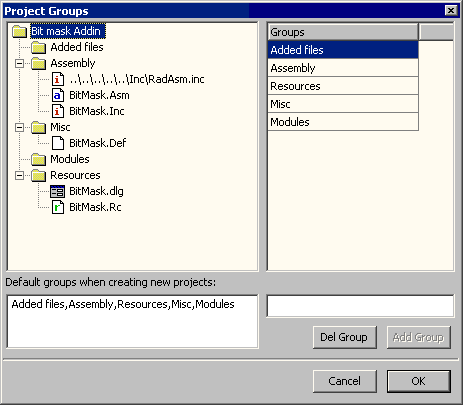 Project Groups
Bit mask Addin
Added files
Assembly
..\..\..\..\..\Inc\RadAsm.inc
BitMask.Asm
BitMask.Inc
Misc
BitMask.Def
Modules
Resources
BitMask.dlg
BitMask.Rc
Groups
Added files
Assembly
Resources
Misc
Modules
Default groups when creating new projects:
Added files,Assembly,Resources,Misc,Modules
Del Group
Add Group
Cancel
OK